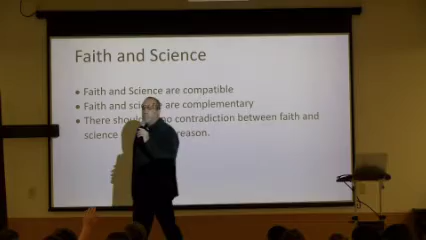 Faith and Science
• Faith and Science are compatible
• Faith and are complementary
• There no contradiction between faith and
science reason.